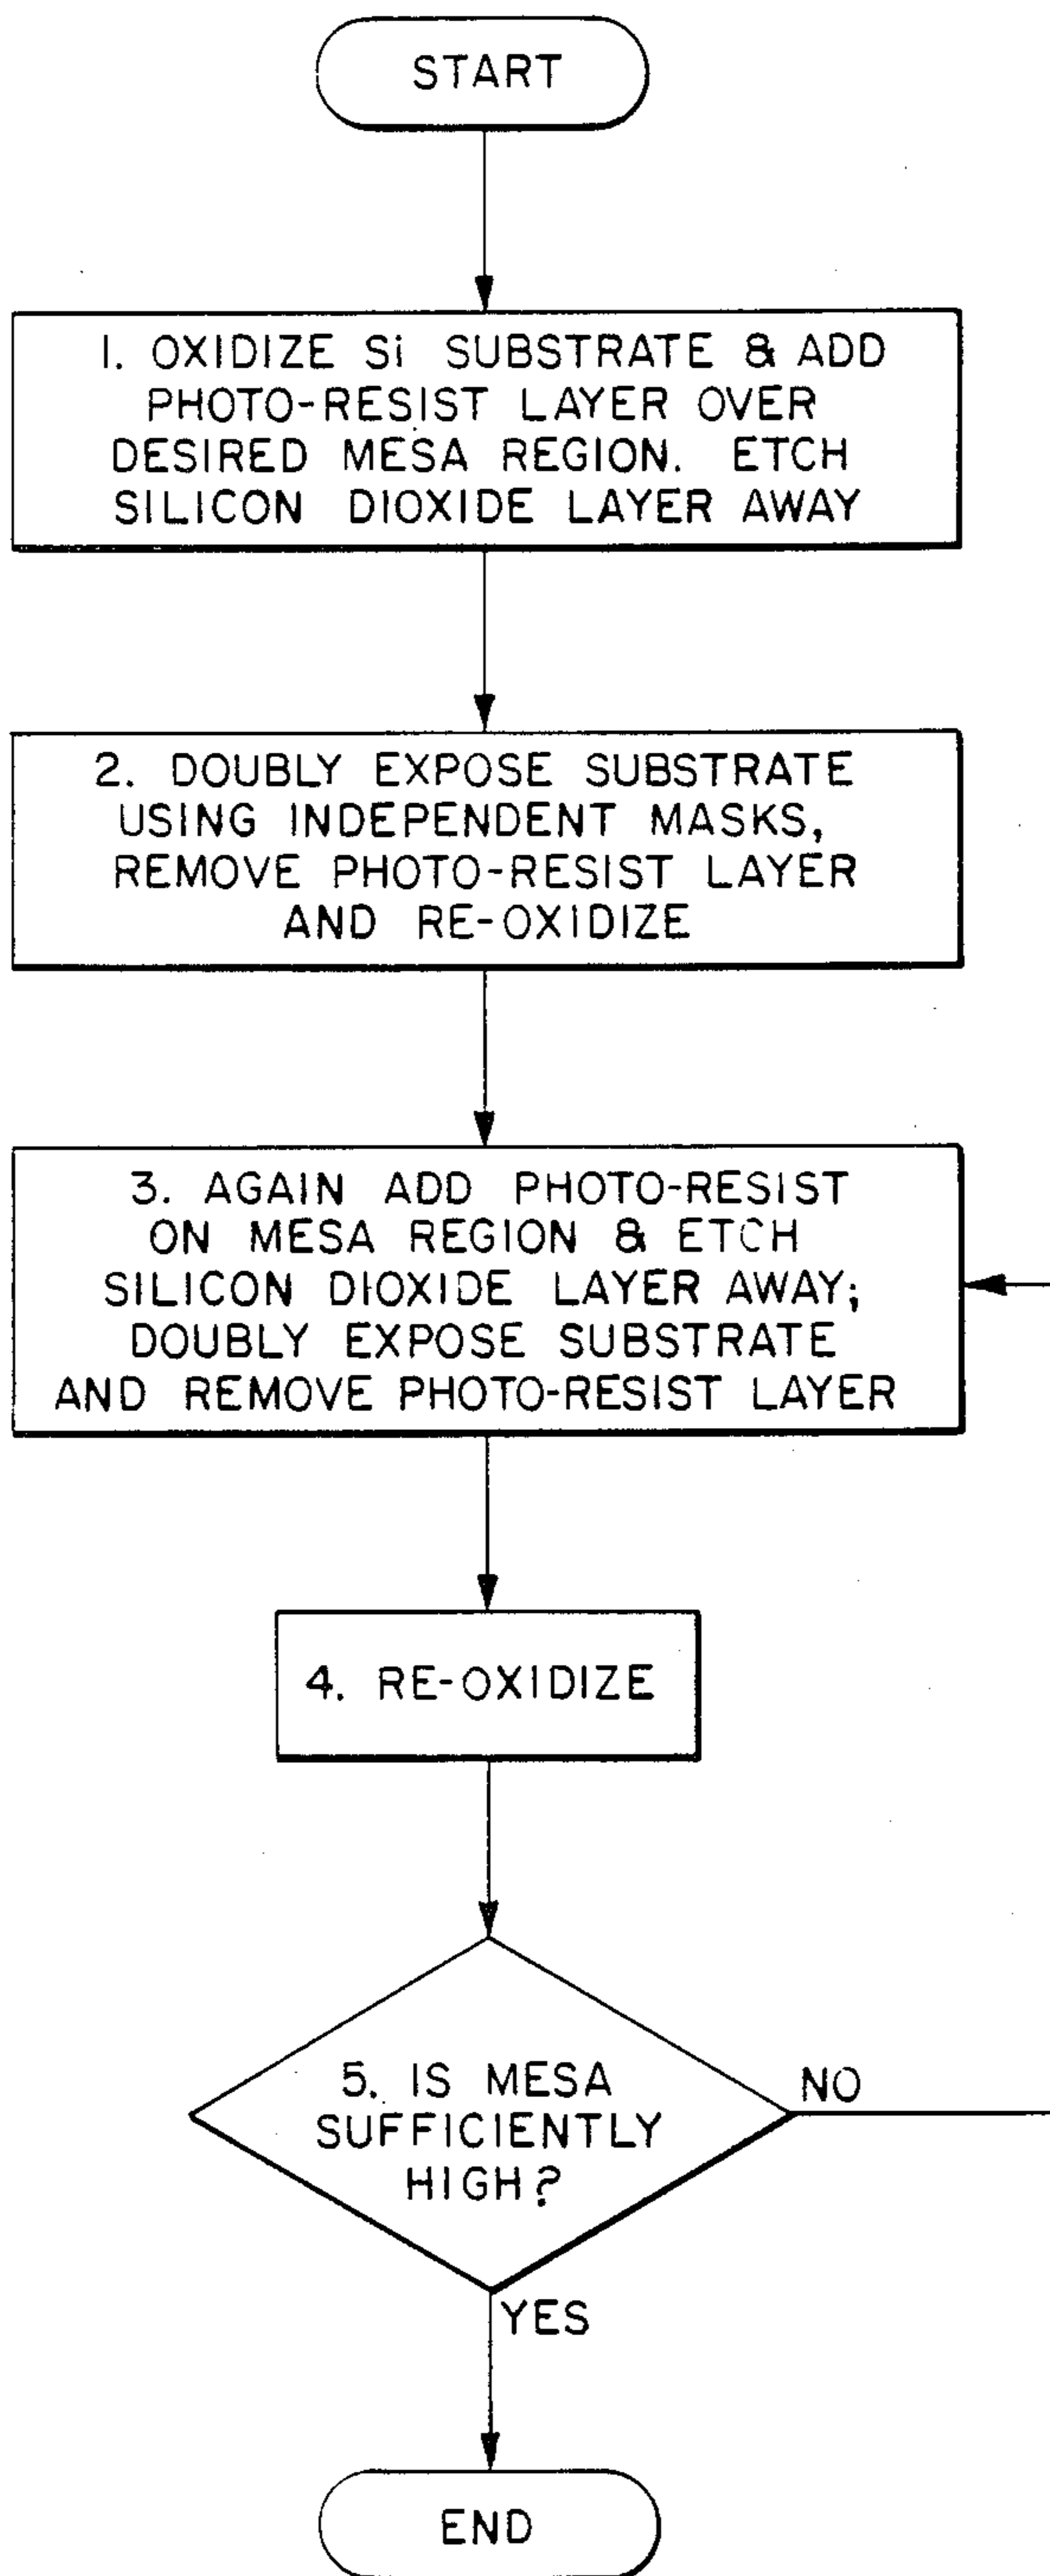 START
1. OXIDIZE Si SUBSTRATE & ADD
PHOTO-RESIST LAYER OVER
DESIRED MESA REGION. ETCH
SILICON DIOXIDE LAYER AWAY
2. DOUBLY EXPOSE SUBSTRATE
USING INDEPENDENT MASKS,
REMOVE PHOTO-RESIST LAYER
AND RE-OXIDIZE
3. AGAIN ADD PHOTO-RESIST
ON MESA REGION & ETCH
SILICON DIOXIDE LAYER AWAY;
DOUBLY EXPOSE SUBSTRATE
AND REMOVE PHOTO-RESIST LAYER
4. RE-OXIDIZE
5. IS MESA
SUFFICIENTLY
HIGH?
NO
YES
END